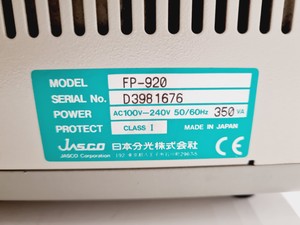 MODEL FP-920
SERIAL No. D3981676
POWER AC100V-240V 50/60Hz 350 VA
PROTECT CLASS I MADE IN JAPAN
JASCO 日本分光株式会社
JASCO Corporation